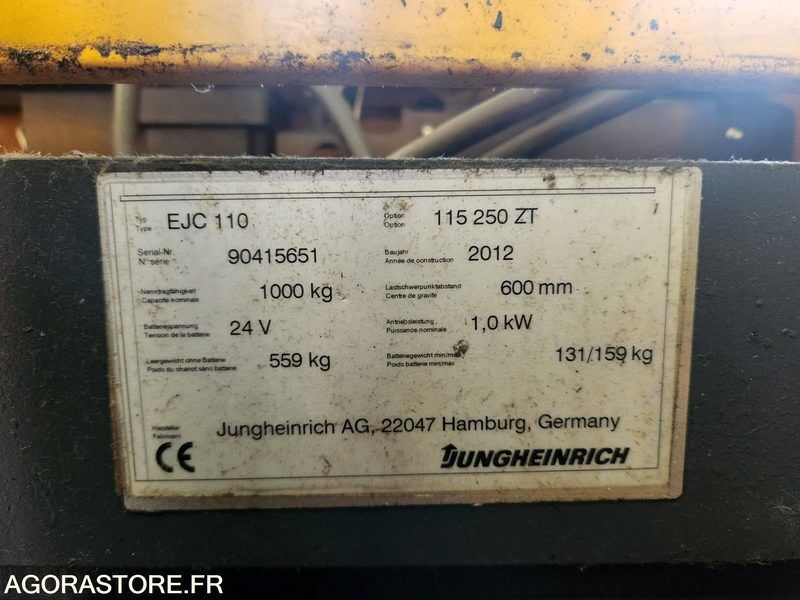 Typ EJC 110 Option 115 250 ZT
Type Option
Serial-Nr. 90415651 Baujahr 2012
N° série Année de construction
Nenntragfähigkeit 1000 kg Lastschwerpunktabstand 600 mm
Capacité nominale Centre de gravité
Batteriespannung 24 V Antriebsleistung 1,0 kW
Tension de la batterie Puissance nominale
Leergewicht ohne Batterie 559 kg Batteriegewicht min/max 131/159 kg
Poids du chariot sans batterie Poids batterie min/max
Hersteller Jungheinrich AG, 22047 Hamburg, Germany
Fabricant
CE JUNGHEINRICH
AGORASTORE.FR